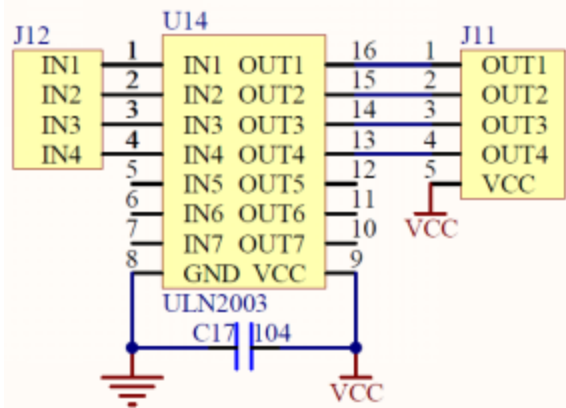 U14
J12 J11
1 16 1
IN1 IN1 OUT1 OUT1
2 15 2
IN2 IN2 OUT2 OUT2
3 14 3
IN3 IN3 OUT3 OUT3
4 13 4
IN4 IN4 OUT4 OUT4
5 12 5
IN5 OUT5 VCC
6 11
IN6 OUT6
7 10
IN7 OUT7 VCC
8 9
GND VCC
ULN2003
C17 104
VCC